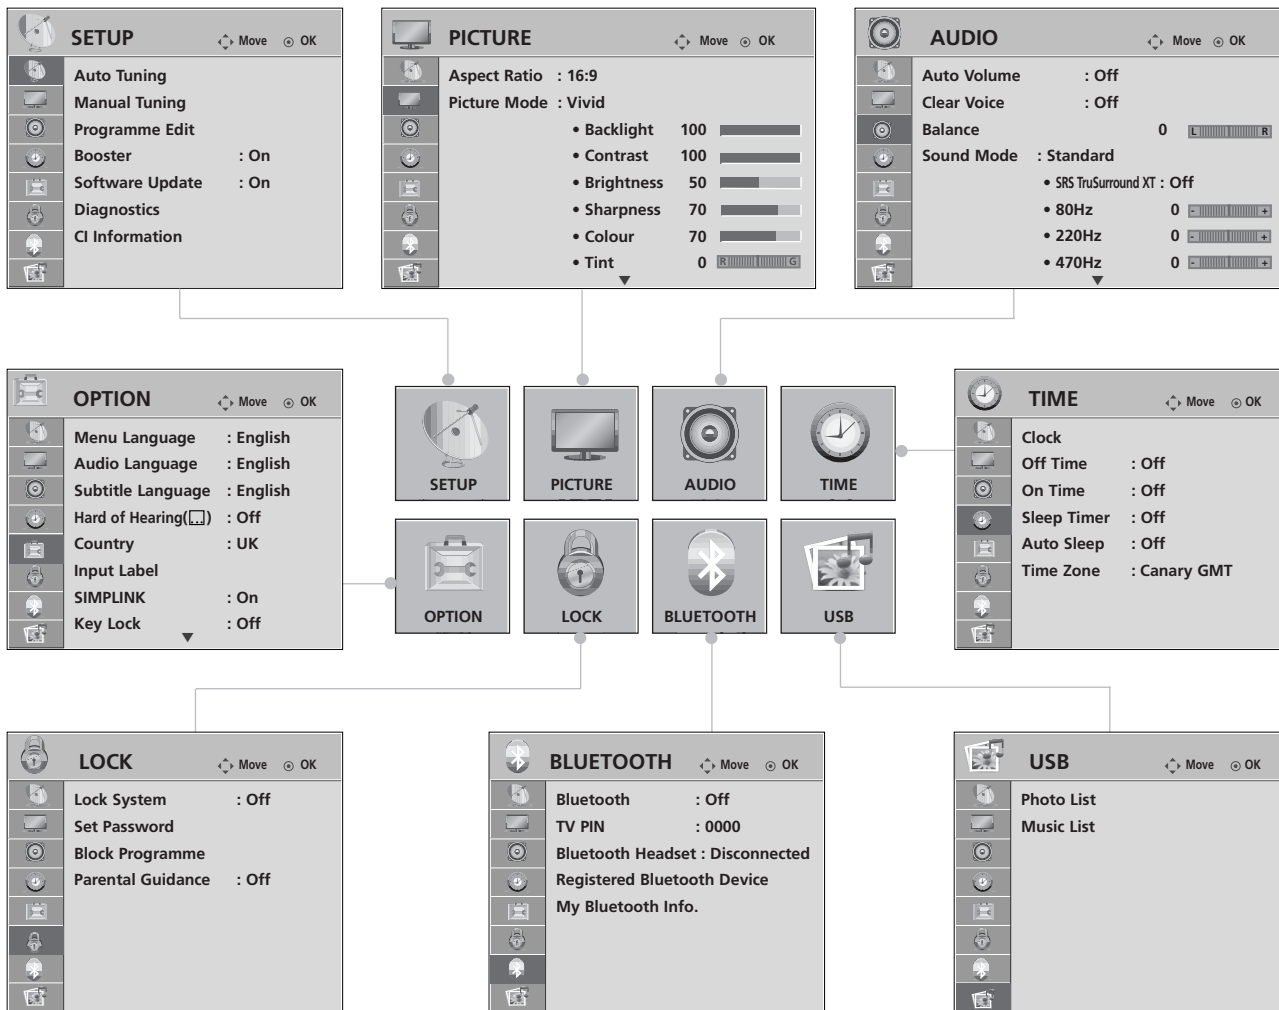 SETUP Move OK
Auto Tuning
Manual Tuning
Programme Edit
Booster : On
Software Update : On
Diagnostics
CI Information
PICTURE Move OK
Aspect Ratio : 16:9
Picture Mode : Vivid
• Backlight 100
• Contrast 100
• Brightness 50
• Sharpness 70
• Colour 70
• Tint 0 R G
AUDIO Move OK
Auto Volume : Off
Clear Voice : Off
Balance 0 L R
Sound Mode : Standard
• SRS TruSurround XT : Off
• 80Hz 0 - +
• 220Hz 0 - +
• 470Hz 0 - +
OPTION Move OK
Menu Language : English
Audio Language : English
Subtitle Language : English
Hard of Hearing( ) : Off
Country : UK
Input Label
SIMPLINK : On
Key Lock : Off
SETUP
PICTURE
AUDIO
TIME
OPTION
LOCK
BLUETOOTH
USB
TIME Move OK
Clock
Off Time : Off
On Time : Off
Sleep Timer : Off
Auto Sleep : Off
Time Zone : Canary GMT
LOCK Move OK
Lock System : Off
Set Password
Block Programme
Parental Guidance : Off
BLUETOOTH Move OK
Bluetooth : Off
TV PIN : 0000
Bluetooth Headset : Disconnected
Registered Bluetooth Device
My Bluetooth Info.
USB Move OK
Photo List
Music List